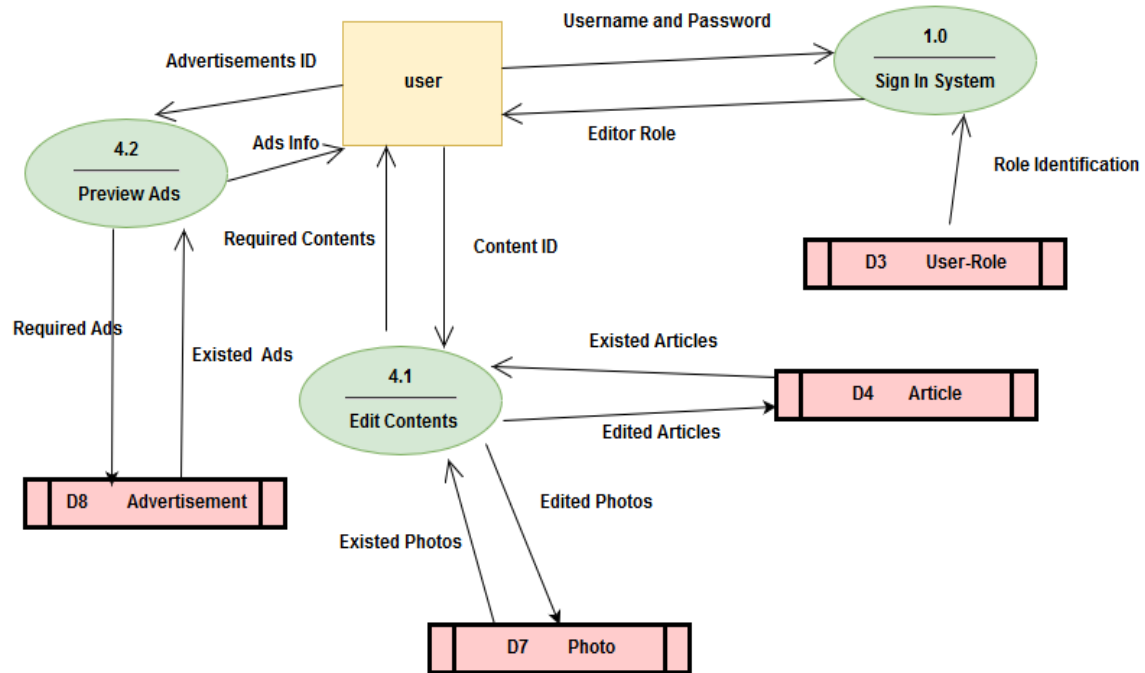 Username and Password
1.0
Sign In System
Advertisements ID
user
Editor Role
Ads Info
4.2
Preview Ads
Role Identification
Required Contents
Content ID
D3 User-Role
Required Ads
Existed Ads
Existed Articles
4.1
Edit Contents
D4 Article
Edited Articles
D8 Advertisement
Edited Photos
Existed Photos
D7 Photo